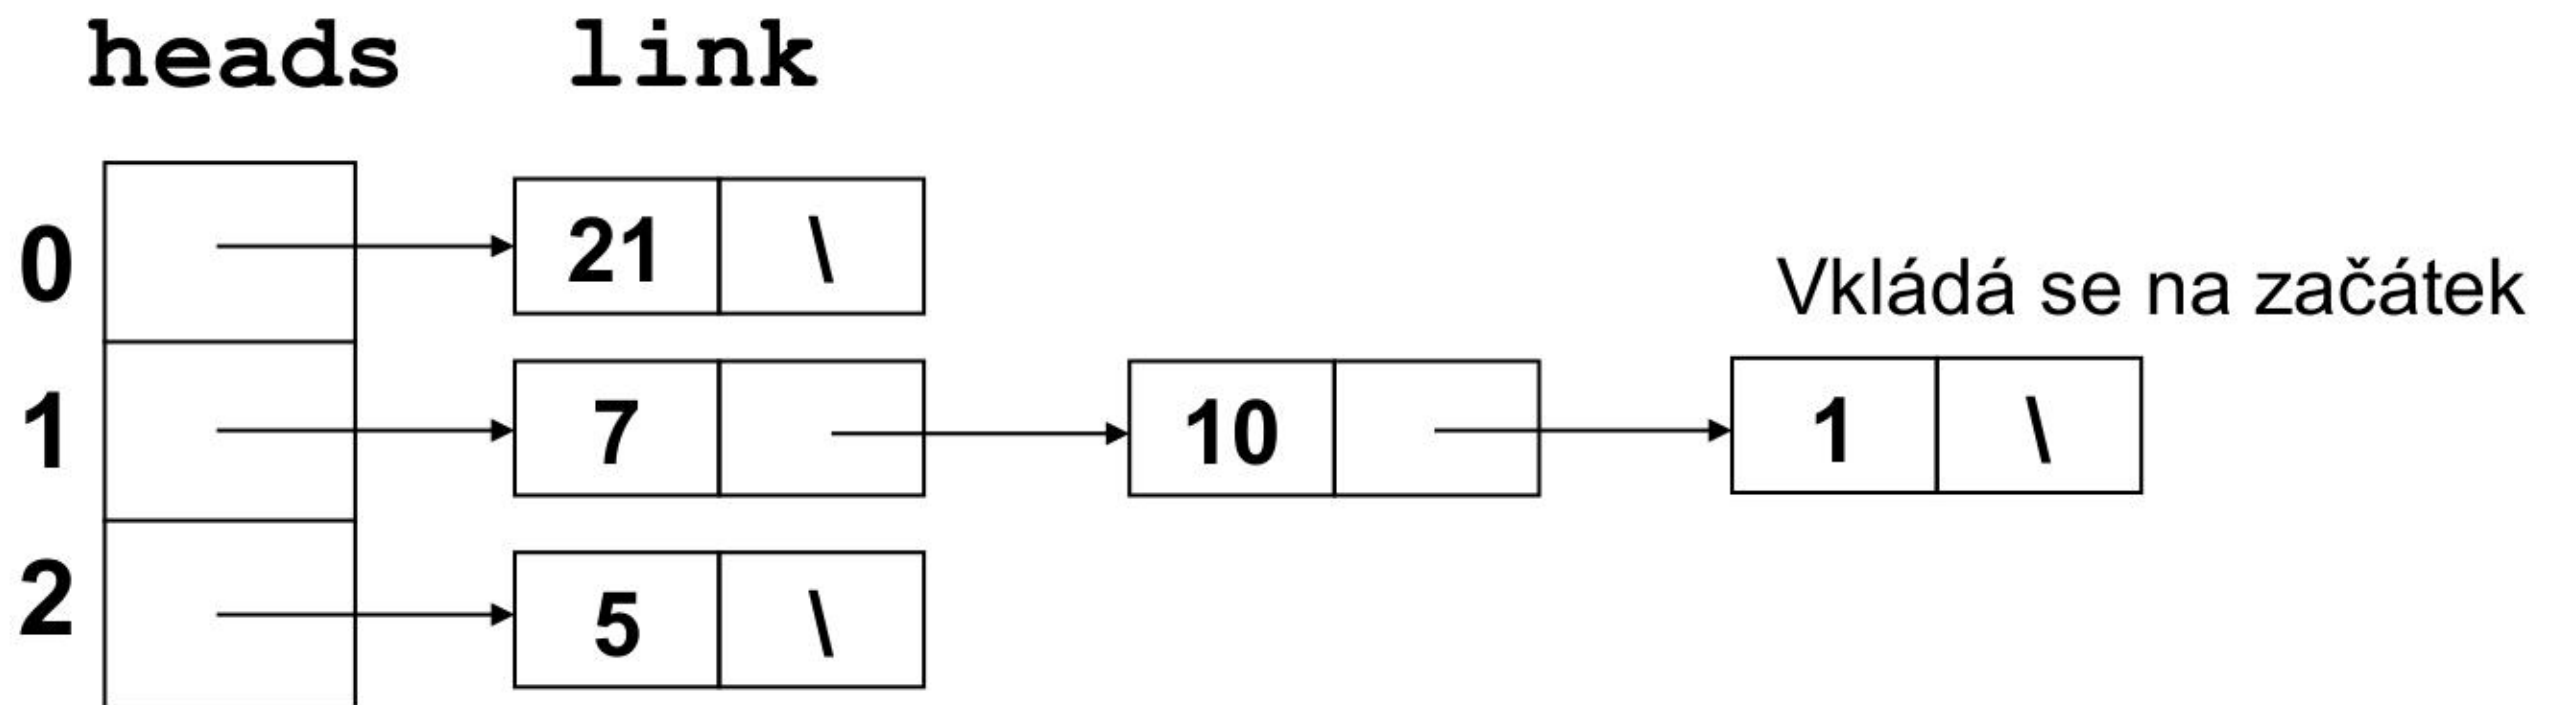 heads link
0 21 \
Vkládá se na začátek
1 7 10 1 \
2 5 \